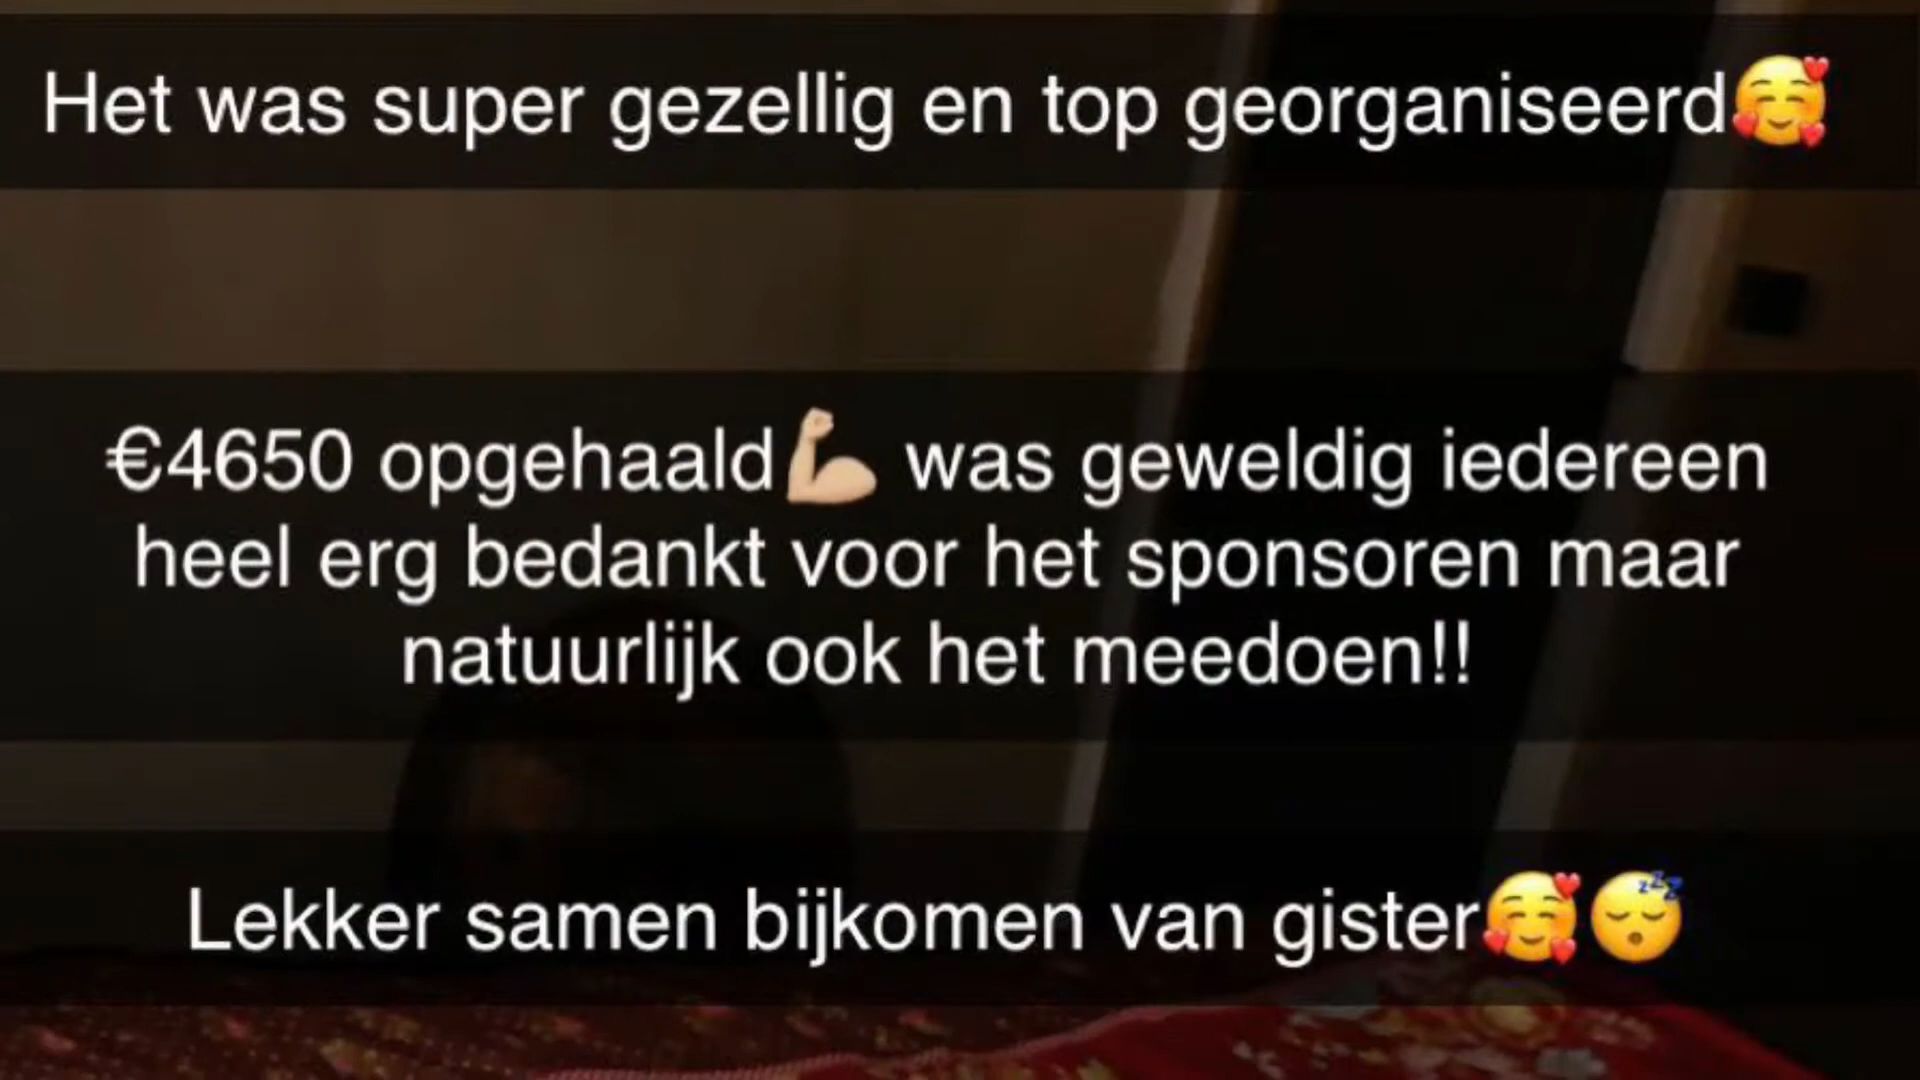 Het was super gezellig en top georganiseerd🥰
€4650 opgehaald💪🏻 was geweldig iedereen
heel erg bedankt voor het sponsoren maar
natuurlijk ook het meedoen!!
Lekker samen bijkomen van gister🥰😴